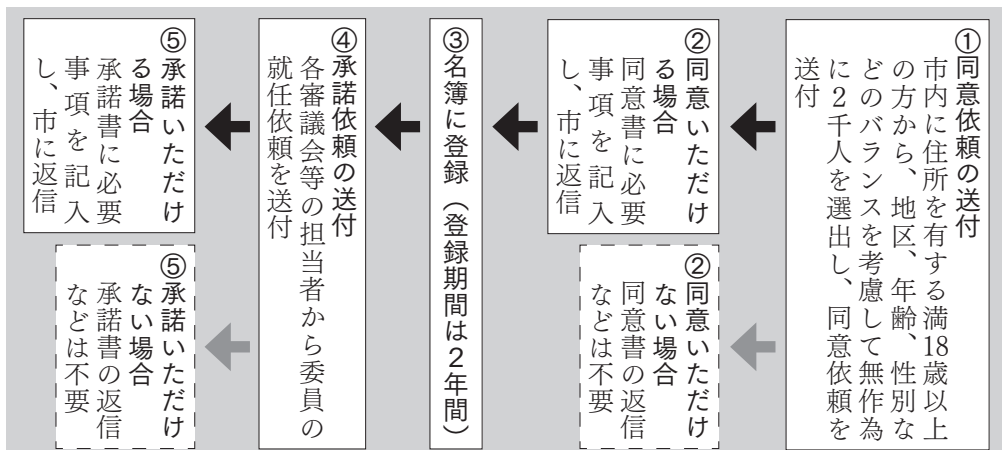 ①同意依頼の送付
市内に住所を有する満18歳以上
の方から、地区、年齢、性別な
どのバランスを考慮して無作為
に2千人を選出し、同意依頼を
送付
②同意いただけ
る場合
同意書に必要
事項を記入
し、市に返信
②同意いただけ
ない場合
同意書の返信
などは不要
③名簿に登録（登録期間は2年間）
④承諾依頼の送付
各審議会等の担当者から委員の
就任依頼を送付
⑤承諾いただけ
る場合
承諾書に必要
事項を記入
し、市に返信
⑤承諾いただけ
ない場合
承諾書の返信
などは不要